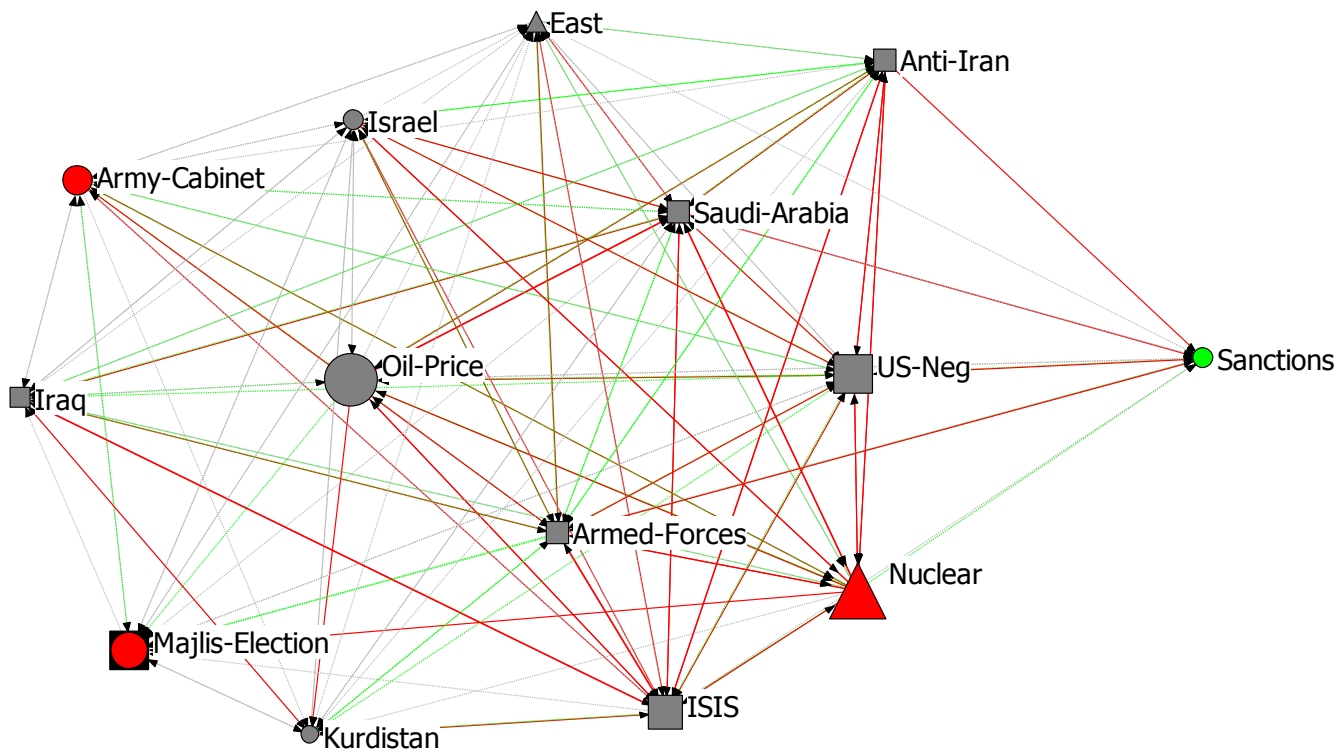 East
Anti-Iran
Israel
Army-Cabinet
Saudi-Arabia
Oil-Price
US-Neg
Sanctions
Iraq
Armed-Forces
Nuclear
Majlis-Election
ISIS
Kurdistan